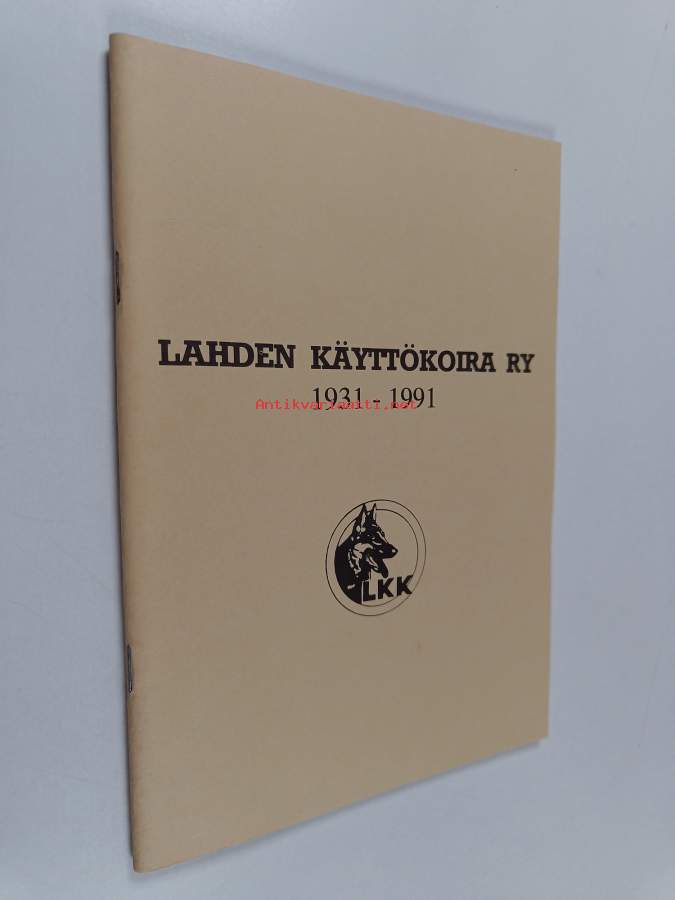 LAHDEN KÄYTTÖKOIRA RY
1931 - 1991
Antikvariaatti.net
LKK